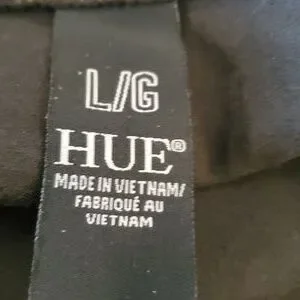 L/G
HUE®
MADE IN VIETNAM/
FABRIQUÉ AU
VIETNAM